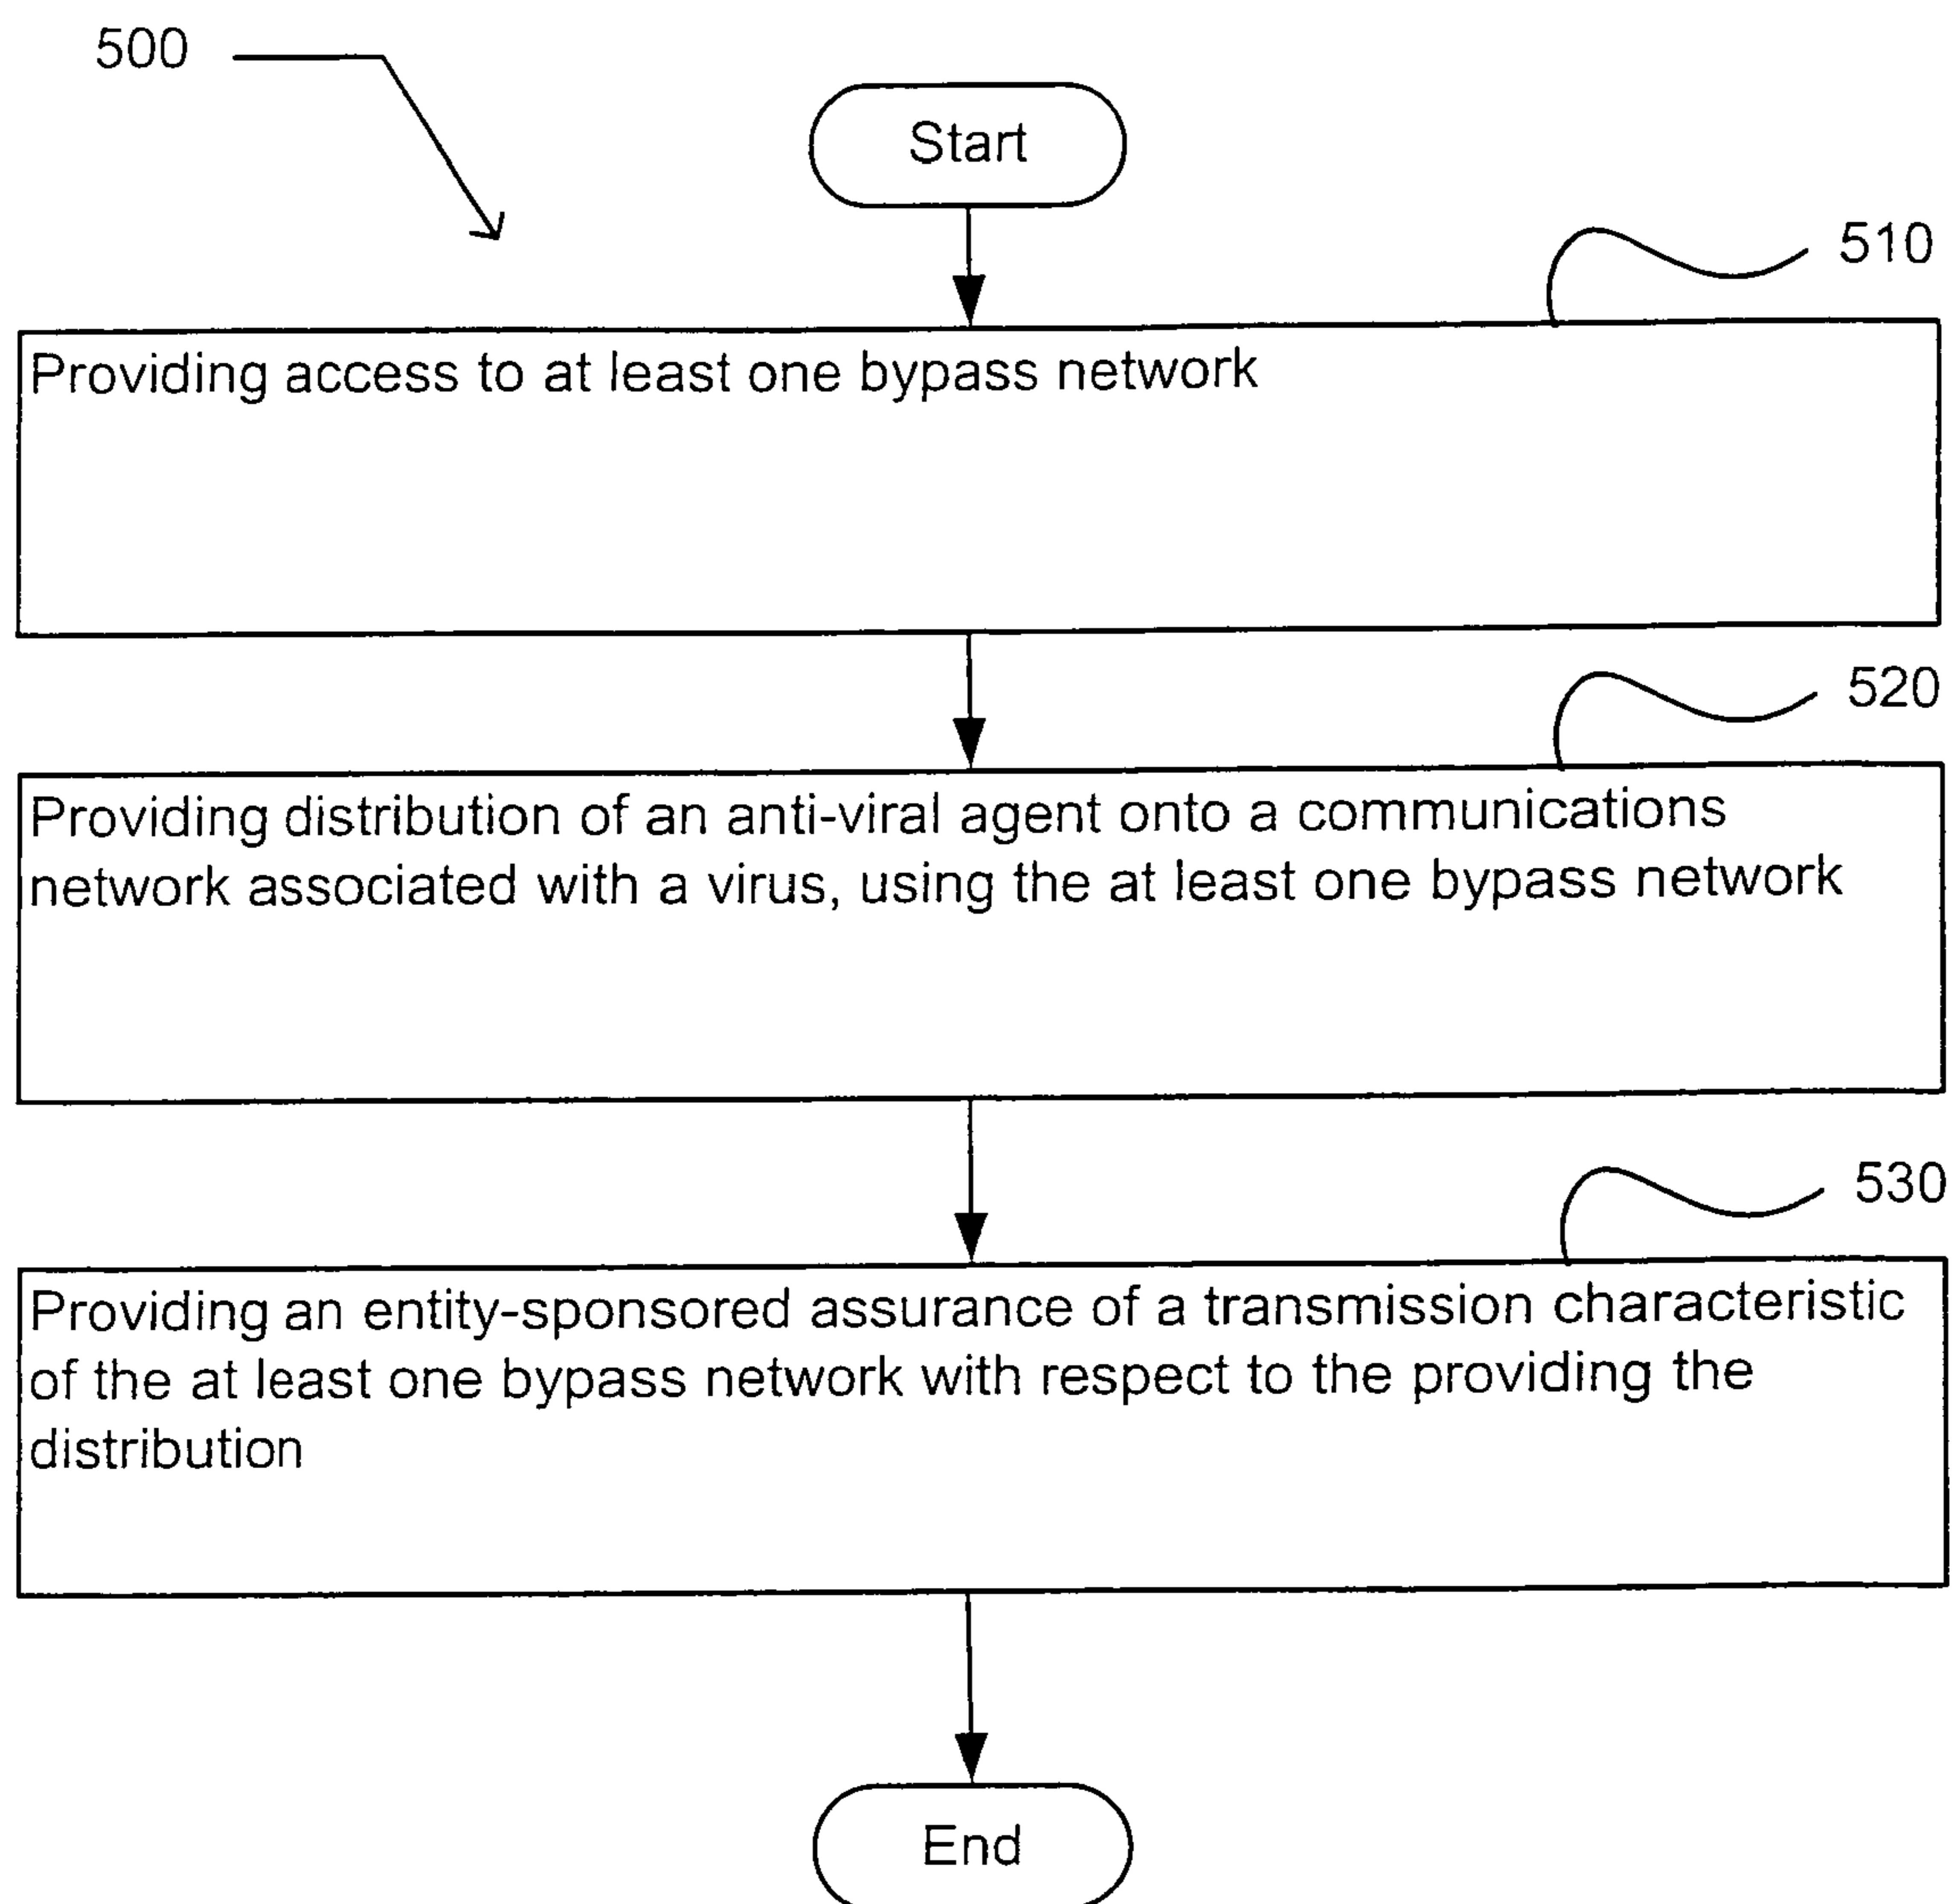 500
Start
510
Providing access to at least one bypass network
520
Providing distribution of an anti-viral agent onto a communications
network associated with a virus, using the at least one bypass network
530
Providing an entity-sponsored assurance of a transmission characteristic
of the at least one bypass network with respect to the providing the
distribution
End